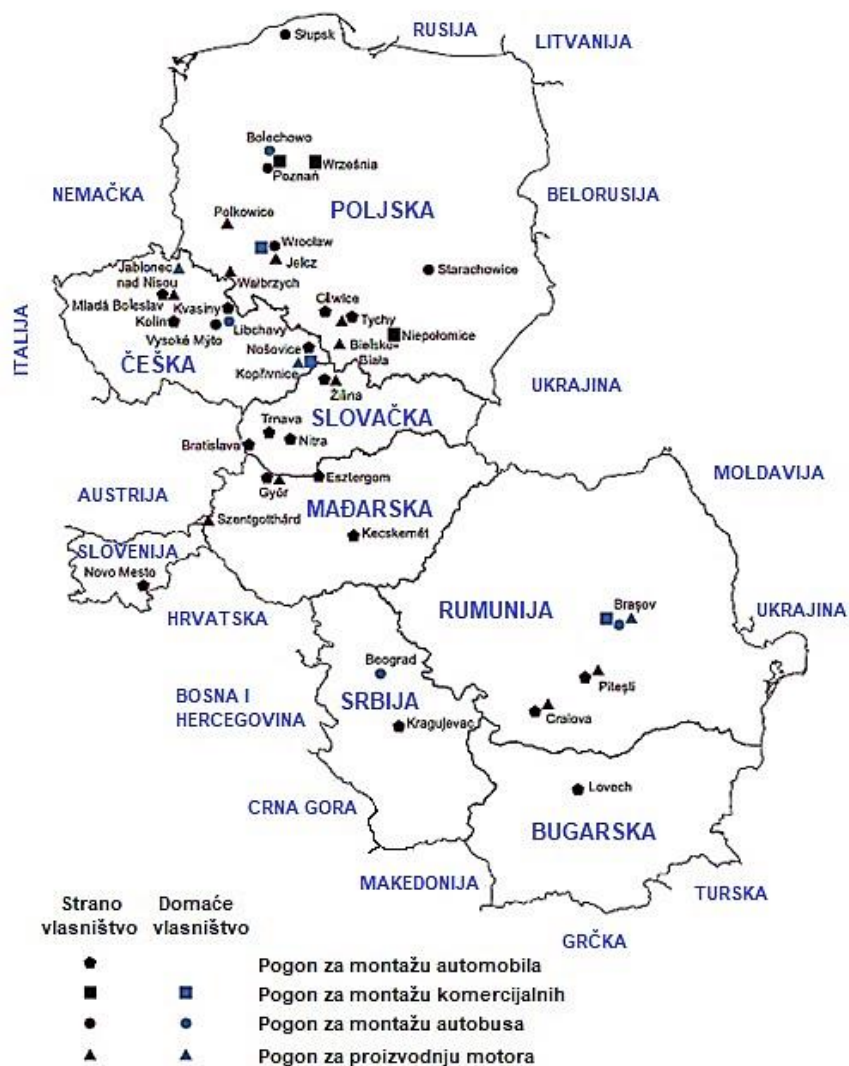 RUSIJA
LITVANIJA
Słupsk
Bolechowo
Poznań
Września
NEMAČKA
BELORUSIJA
POLJSKA
Polkowice
Wrocław
Jelcz
Starachowice
Jablonec
nad Nisou
Wałbrzych
Mladá Boleslav
Kvasiny
Gliwice
Tychy
Kolín
Libchavy
Niepołomice
Vysoké Mýto
Nošovice
Bielsko-
Biała
ITALIJA
ČEŠKA
Kopřivnice
Žilina
UKRAJINA
SLOVAČKA
Trnava
Nitra
Bratislava
MOLDAVIJA
Esztergom
Győr
AUSTRIJA
MAĐARSKA
Szentgotthárd
Kecskemét
SLOVENIJA
Novo Mesto
HRVATSKA
RUMUNIJA
Braşov
UKRAJINA
Beograd
Piteşti
BOSNA I
HERCEGOVINA
SRBIJA
Kragujevac
Craiova
Lovech
CRNA GORA
BUGARSKA
MAKEDONIJA
TURSKA
GRČKA
Strano Domaće
vlasništvo vlasništvo
Pogon za montažu automobila
Pogon za montažu komercijalnih
Pogon za montažu autobusa
Pogon za proizvodnju motora